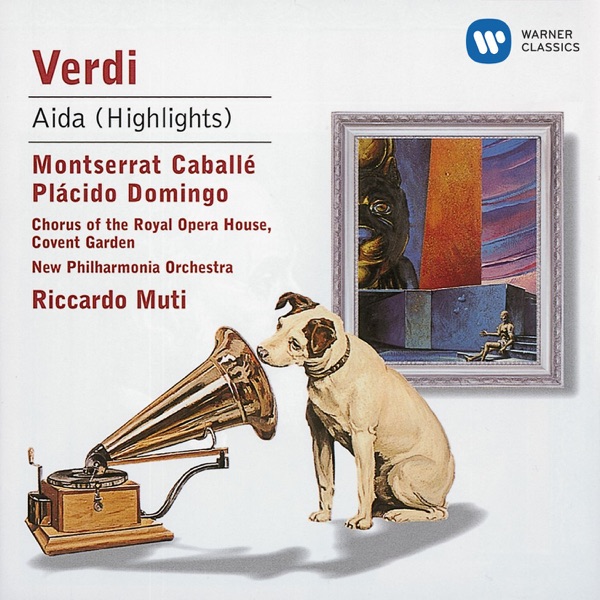 WARNER
CLASSICS
Verdi
Aida (Highlights)
Montserrat Caballé
Plácido Domingo
Chorus of the Royal Opera House,
Covent Garden
New Philharmonia Orchestra
Riccardo Muti